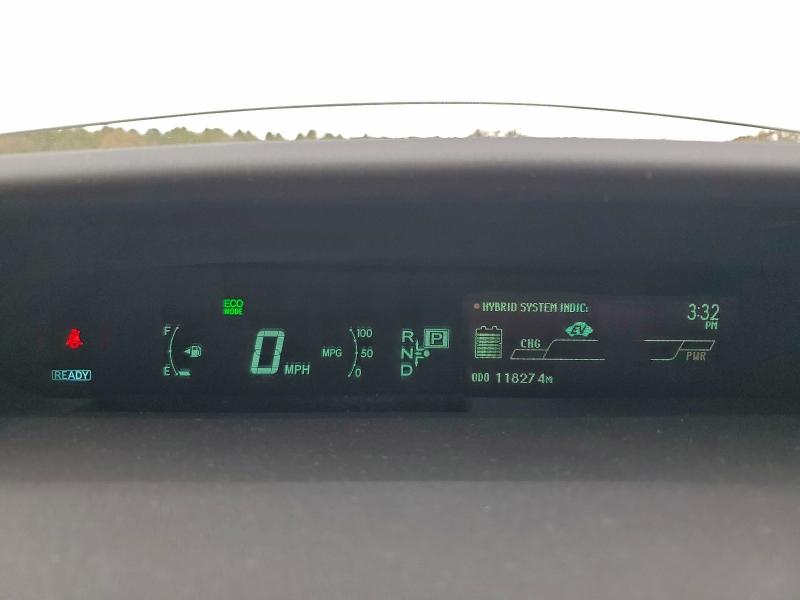 ECO
MODE
READY
F
E
0 MPH
MPG
100
50
0
R
N
D
P
HYBRID SYSTEM INDIC:
3:32
PM
EV
CHG
PWR
ODO 118274M